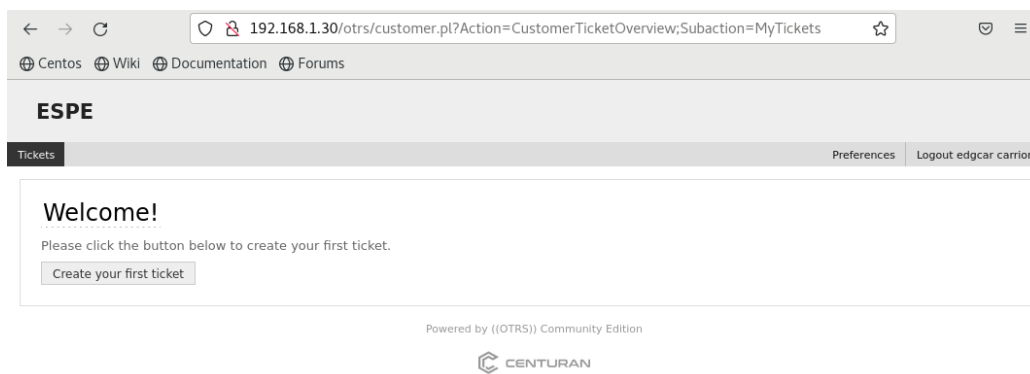 192.168.1.30/otrs/customer.pl?Action=CustomerTicketOverview;Subaction=MyTickets
Centos Wiki Documentation Forums
ESPE
Tickets Preferences Logout edgcar carrion
Welcome!
Please click the button below to create your first ticket.
Create your first ticket
Powered by ((OTRS)) Community Edition
CENTURAN